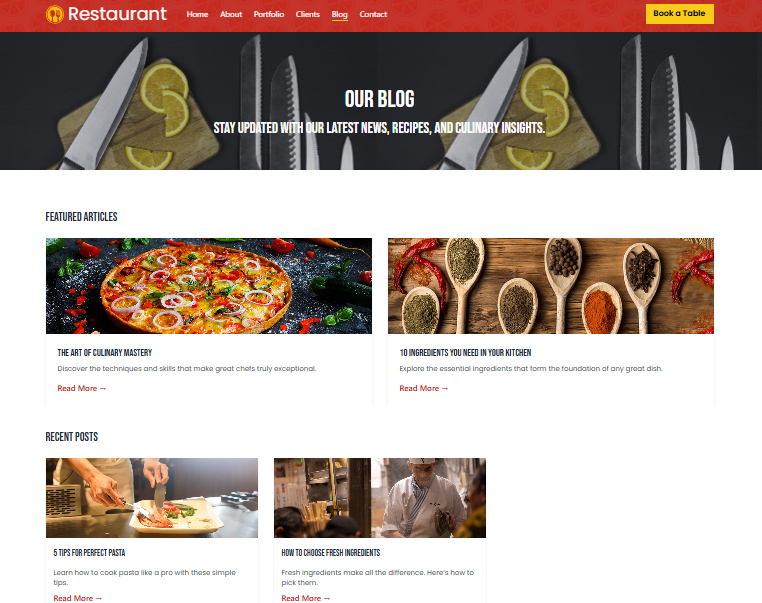 Restaurant
Home About Portfolio Clients Blog Contact
Book a Table
OUR BLOG
STAY UPDATED WITH OUR LATEST NEWS, RECIPES, AND CULINARY INSIGHTS.
FEATURED ARTICLES
THE ART OF CULINARY MASTERY
Discover the techniques and skills that make great chefs truly exceptional.
Read More →
10 INGREDIENTS YOU NEED IN YOUR KITCHEN
Explore the essential ingredients that form the foundation of any great dish.
Read More →
RECENT POSTS
5 TIPS FOR PERFECT PASTA
Learn how to cook pasta like a pro with these simple
tips.
Read More →
HOW TO CHOOSE FRESH INGREDIENTS
Fresh ingredients make all the difference. Here's how to
pick them.
Read More →